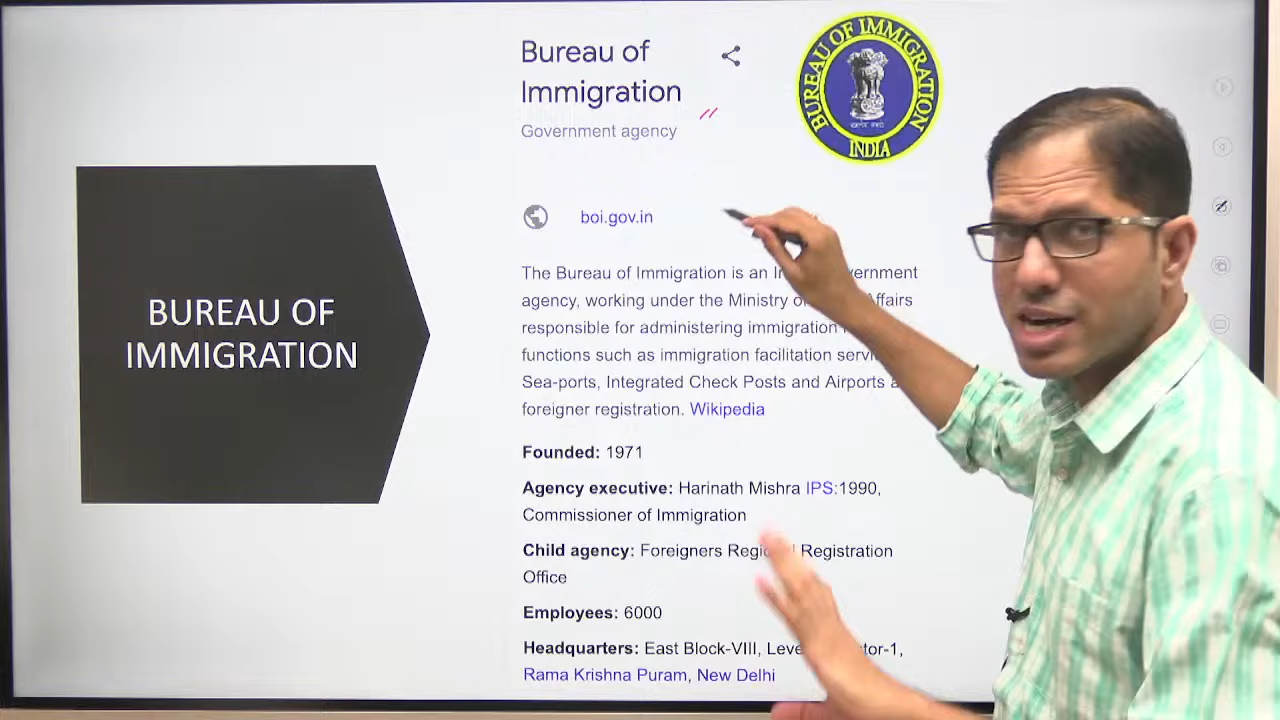 BUREAU OF
IMMIGRATION
Bureau of
Immigration
Government agency
BUREAU OF IMMIGRATION
INDIA
boi.gov.in
The Bureau of Immigration is an vernment
agency, working under the Ministry Affairs
responsible for administering immigration
functions such as immigration facilitation
Sea-ports, Integrated Check Posts and Airports
foreigner registration. Wikipedia
Founded: 1971
Agency executive: Harinath Mishra IPS:1990,
Commissioner of Immigration
Child agency: Foreigners Registration
Office
Employees: 6000
Headquarters: East Block-VIII,
Rama Krishna Puram, New Delhi